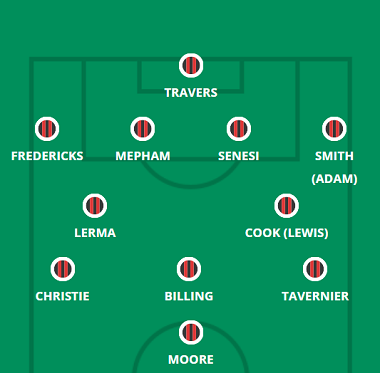 TRAVERS
FREDERICKS MEPHAM SENESI SMITH
(ADAM)
LERMA COOK (LEWIS)
CHRISTIE BILLING TAVERNIER
MOORE